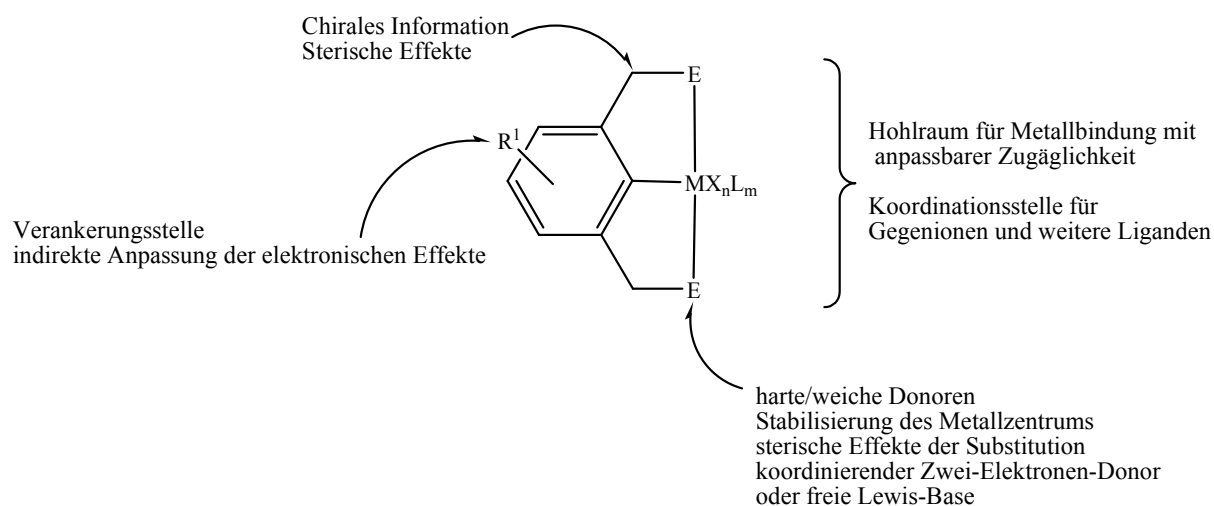 Chirales Information
Sterische Effekte
E
R¹
MXₙLₘ
E
Hohlraum für Metallbindung mit
anpassbarer Zugäglichkeit
Koordinationsstelle für
Gegenionen und weitere Liganden
Verankerungsstelle
indirekte Anpassung der elektronischen Effekte
harte/weiche Donoren
Stabilisierung des Metallzentrums
sterische Effekte der Substitution
koordinierender Zwei-Elektronen-Donor
oder freie Lewis-Base